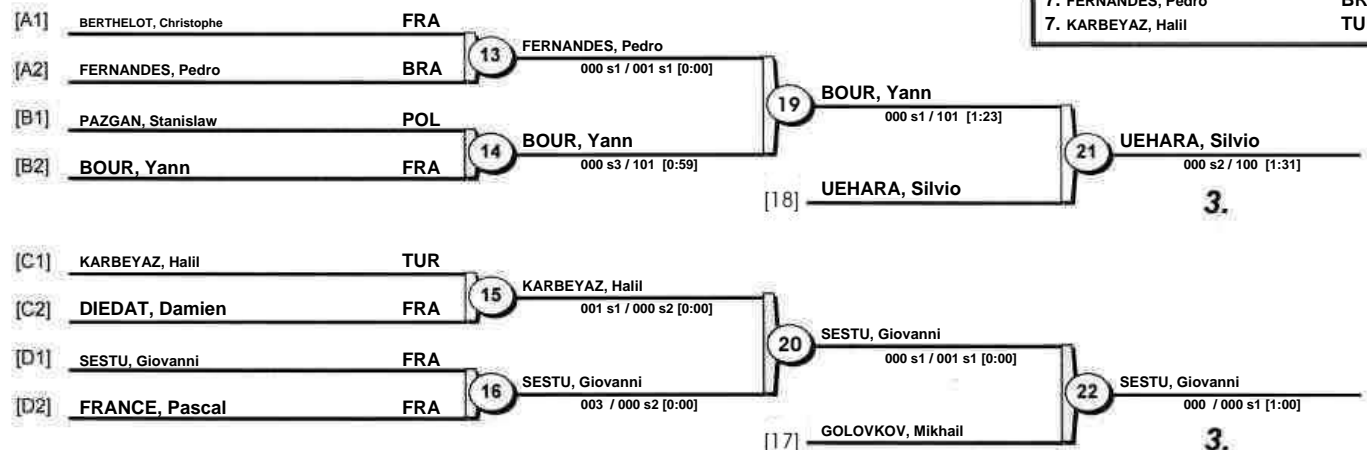 7. FERNANDES, Pedro
7. KARBEYAZ, Halil TU
[A1] BERTHELOT, Christophe FRA
13 FERNANDES, Pedro
000 s1 / 001 s1 [0:00]
[A2] FERNANDES, Pedro BRA
19 BOUR, Yann
000 s1 / 101 [1:23]
[B1] PAZGAN, Stanislaw POL
14 BOUR, Yann
000 s3 / 101 [0:59]
[B2] BOUR, Yann FRA
21 UEHARA, Silvio
000 s2 / 100 [1:31]
[18] UEHARA, Silvio
3.
[C1] KARBEYAZ, Halil TUR
15 KARBEYAZ, Halil
001 s1 / 000 s2 [0:00]
[C2] DIEDAT, Damien FRA
20 SESTU, Giovanni
000 s1 / 001 s1 [0:00]
[D1] SESTU, Giovanni FRA
16 SESTU, Giovanni
003 / 000 s2 [0:00]
[D2] FRANCE, Pascal FRA
22 SESTU, Giovanni
000 / 000 s1 [1:00]
[17] GOLOVKOV, Mikhail
3.